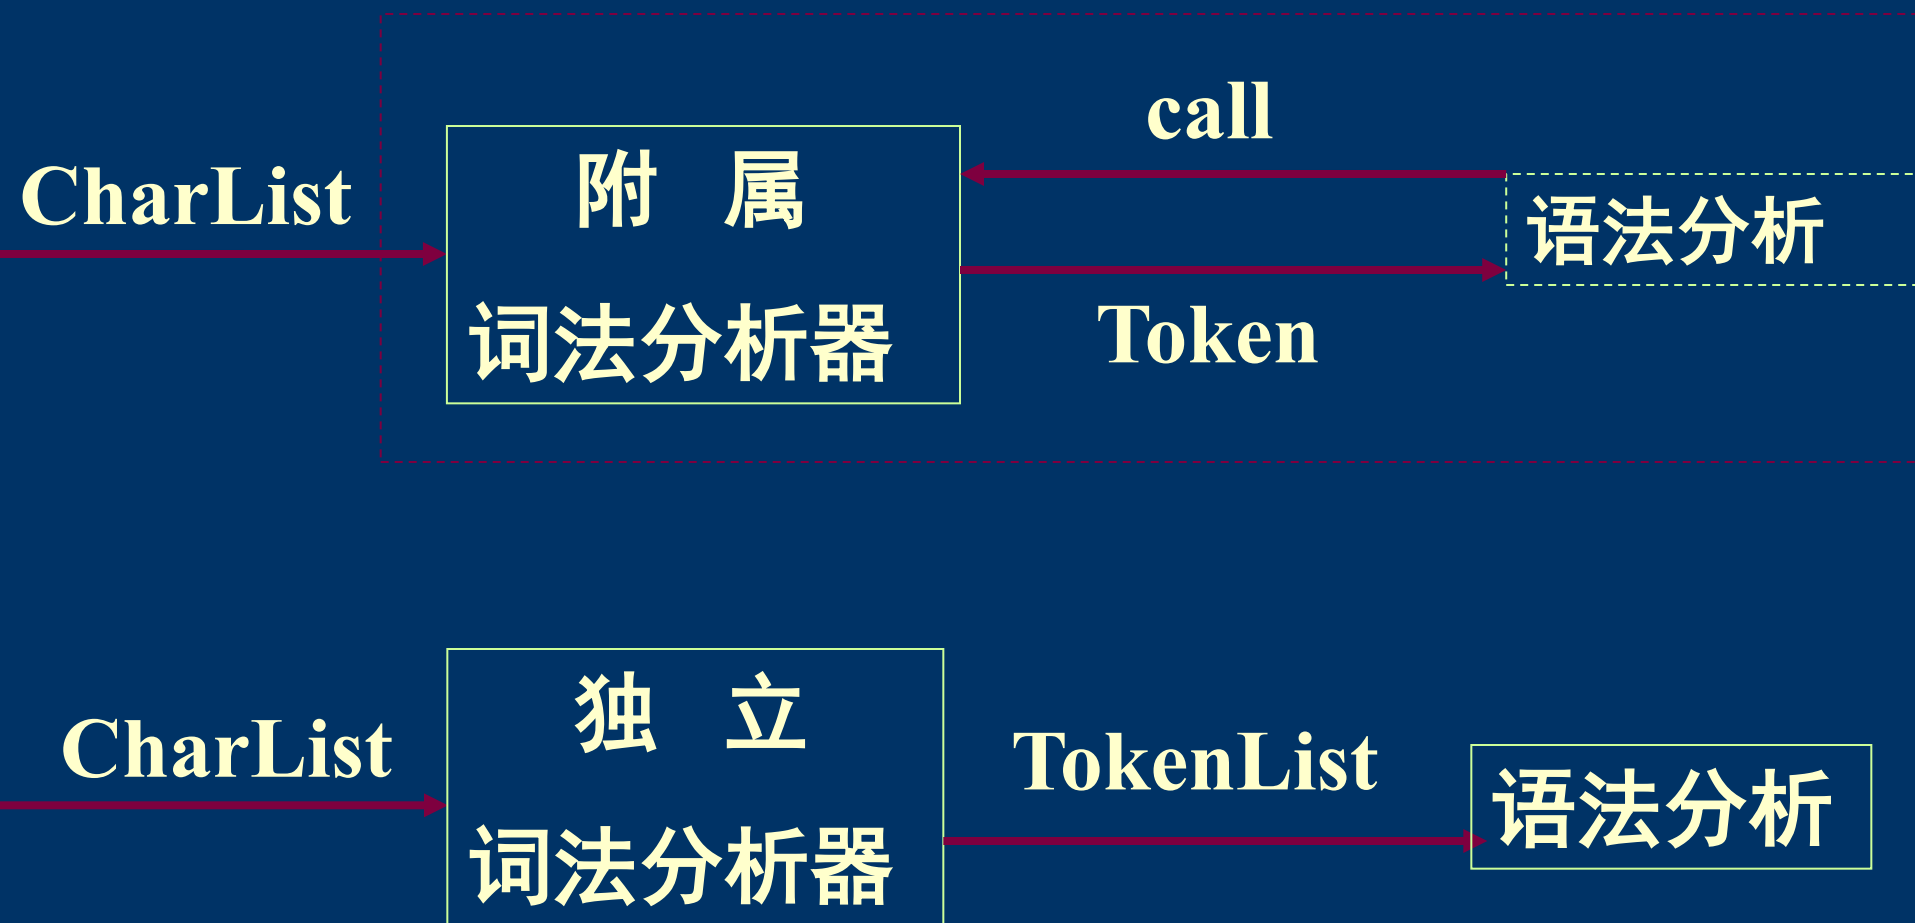 call
CharList
附 属
词法分析器
语法分析
Token
CharList
独 立
词法分析器
TokenList
语法分析